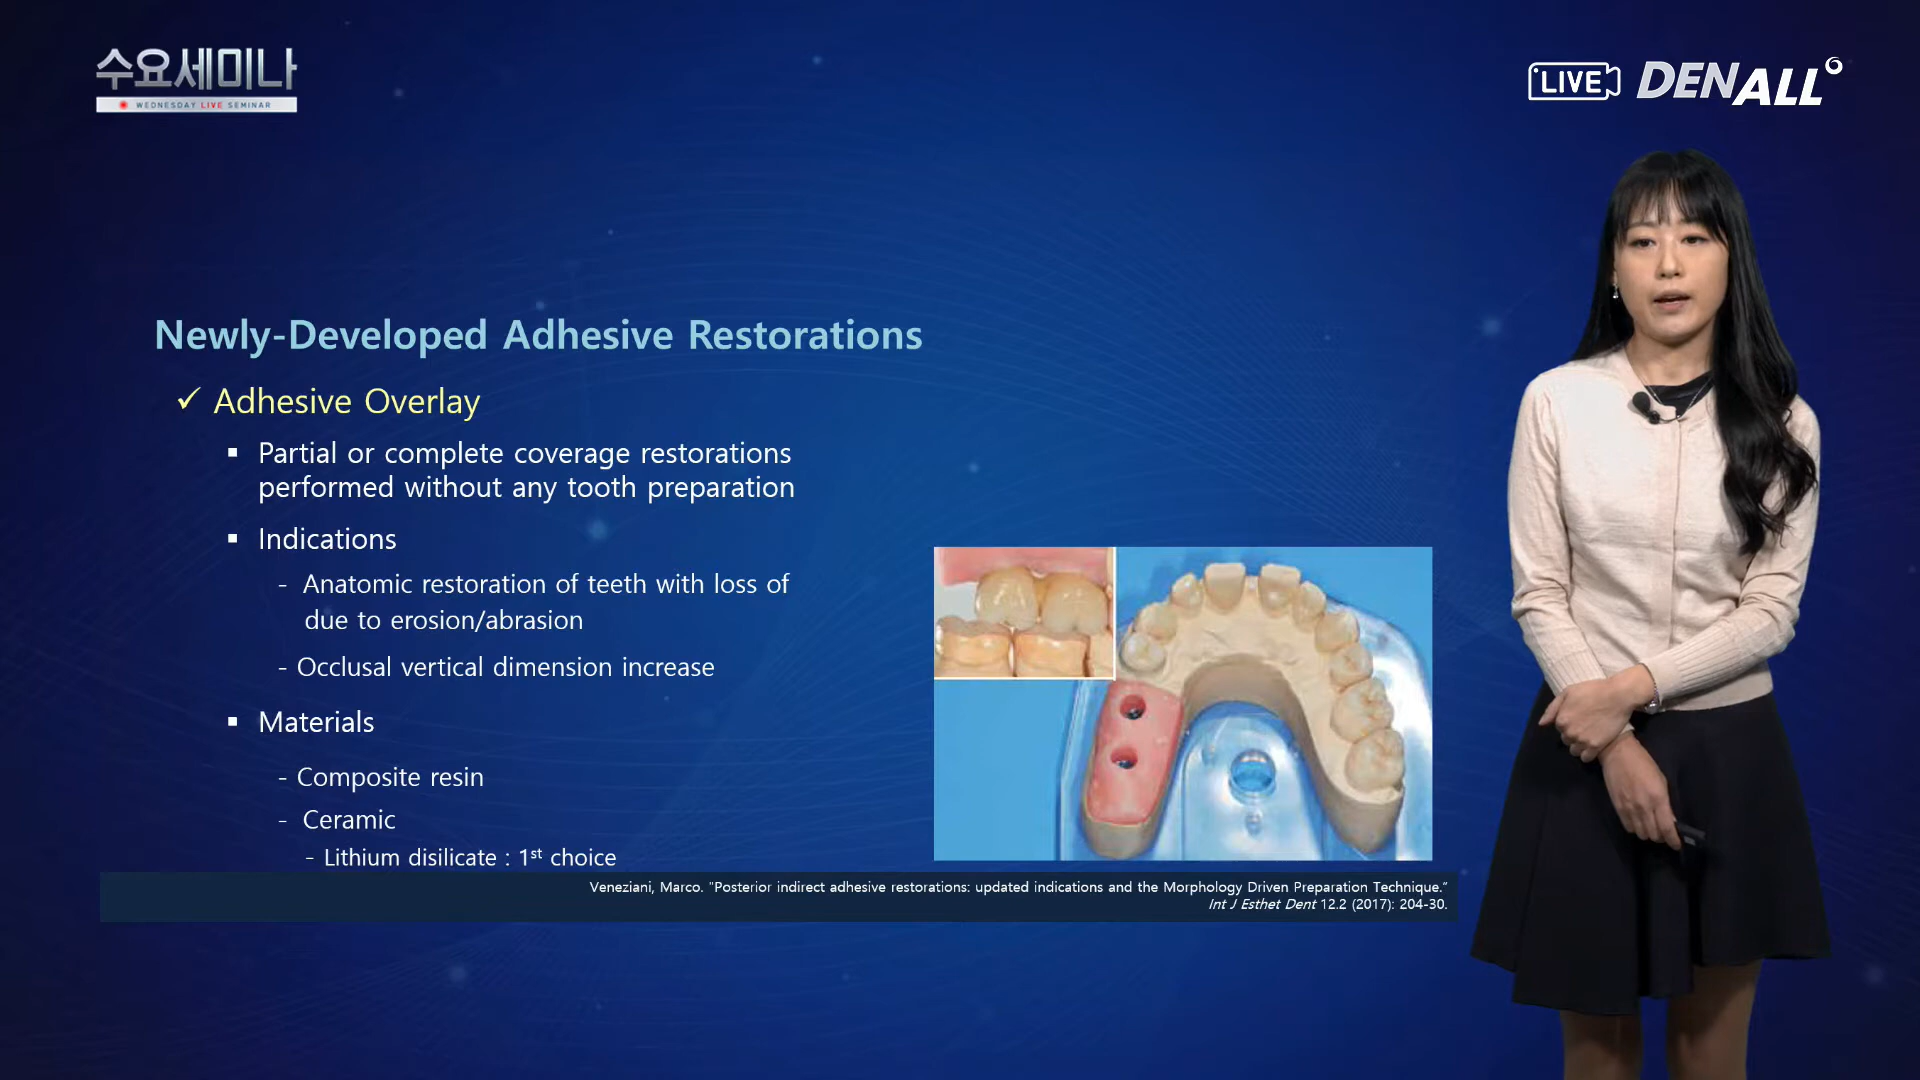 수요세미나
WEDNESDAY LIVE SEMINAR
LIVE DENALL
Newly-Developed Adhesive Restorations
✓ Adhesive Overlay
▪ Partial or complete coverage restorations
performed without any tooth preparation
▪ Indications
- Anatomic restoration of teeth with loss of
due to erosion/abrasion
- Occlusal vertical dimension increase
▪ Materials
- Composite resin
- Ceramic
- Lithium disilicate : 1st choice
Veneziani, Marco. "Posterior indirect adhesive restorations: updated indications and the Morphology Driven Preparation Technique."
Int J Esthet Dent 12.2 (2017): 204-30.